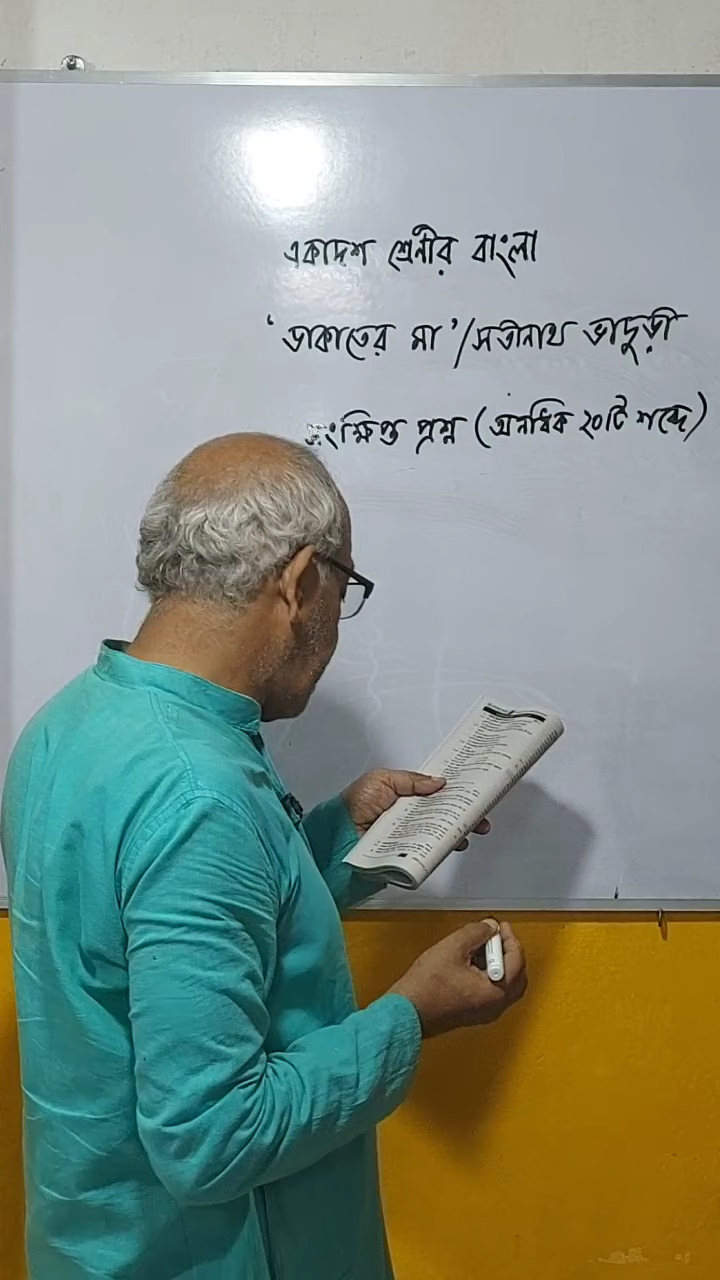 একাদশ শ্রেণীর বাংলা
'ডাকাতের মা'/সতীনাথ ভাদুড়ী
সংক্ষিপ্ত প্রশ্ন (অনধিক ২০টি শব্দে)